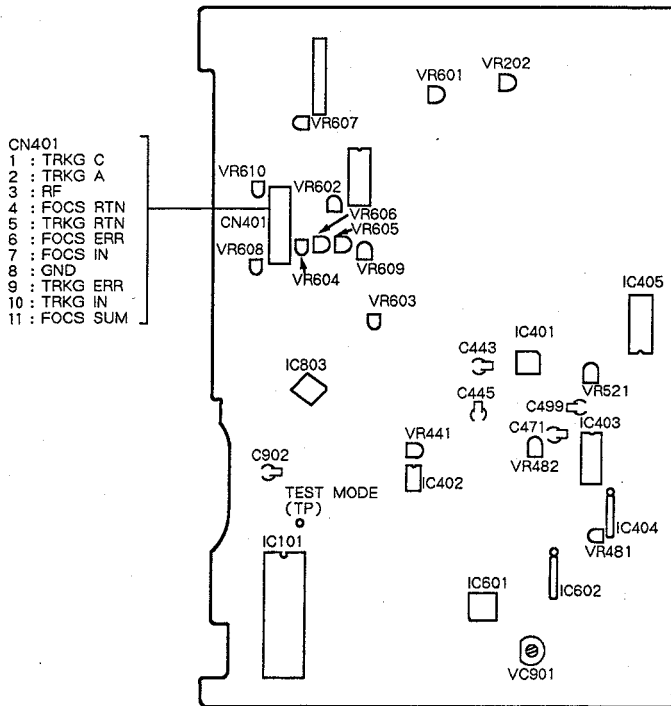 VR601
VR202
VR607
CN401
1 : TRKG C
2 : TRKG A
3 : RF
4 : FOCS RTN
5 : TRKG RTN
6 : FOCS ERR
7 : FOCS IN
8 : GND
9 : TRKG ERR
10 : TRKG IN
11 : FOCS SUM
VR610
VR602
CN401
VR606
VR605
VR608
VR604
VR609
VR603
IC405
IC401
C443
IC803
VR521
C445
C499
C471
IC403
VR441
C902
VR482
IC402
TEST MODE
(TP)
IC404
IC101
VR481
IC601
IC602
VC901